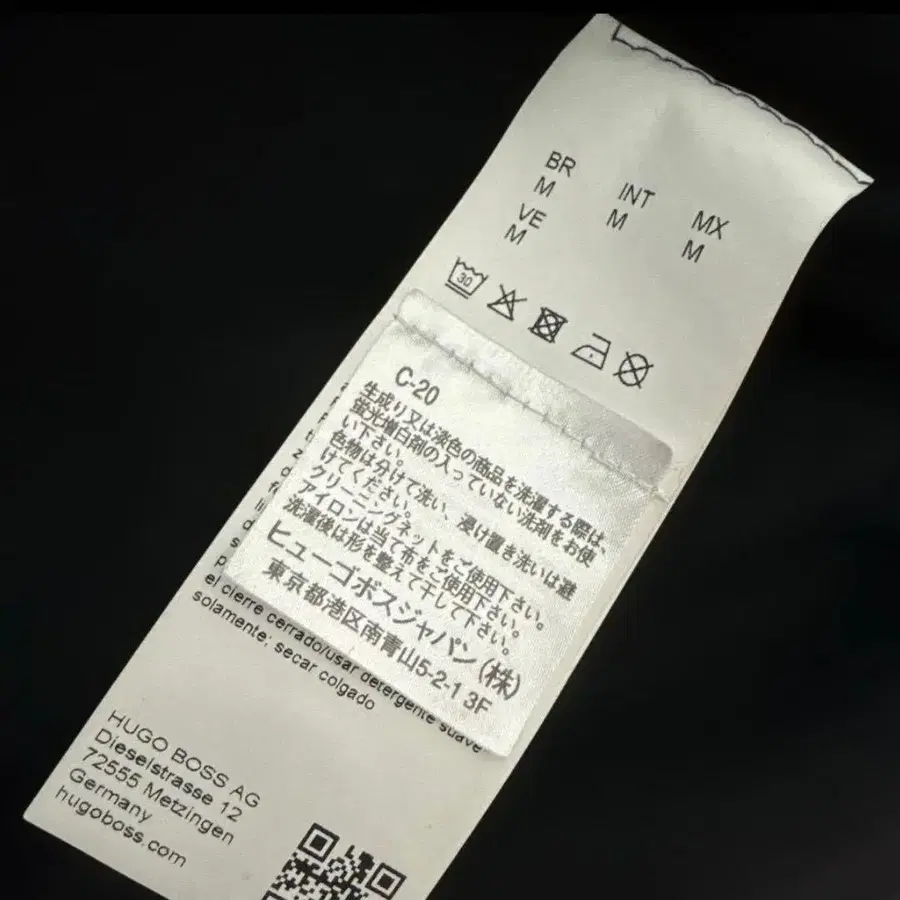 BR INT MX
M M M
VE
M
30
C-20
生成り又は淡色の商品を洗濯する際は、
蛍光増白剤の入っていない洗剤をお使
い下さい。
色物は分けて洗い、浸け置き洗いは避
けてください。
クリーニングネットをご使用下さい。
アイロンは当て布をご使用下さい。
洗濯後は形を整えて干して下さい。
ヒューゴボスジャパン(株)
東京都港区南青山5-2-1 3F
el cierre cerrado/usar detergente suave
solamente; secar colgado
HUGO BOSS AG
Dieselstrasse 12
72555 Metzingen
Germany
hugoboss.com